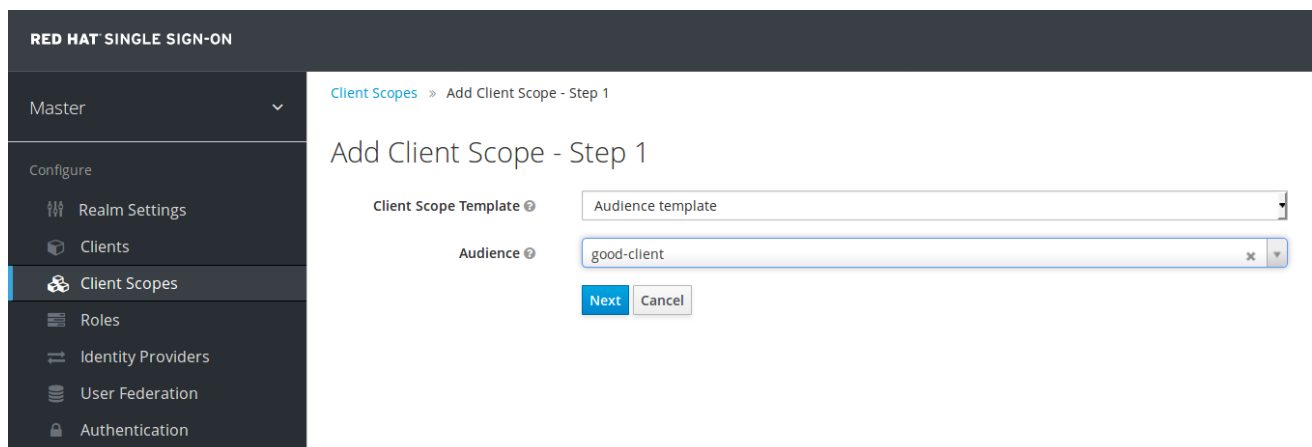 RED HAT SINGLE SIGN-ON
Master
Configure
Realm Settings
Clients
Client Scopes
Roles
Identity Providers
User Federation
Authentication
Client Scopes » Add Client Scope - Step 1
Add Client Scope - Step 1
Client Scope Template
Audience template
Audience
good-client
Next Cancel